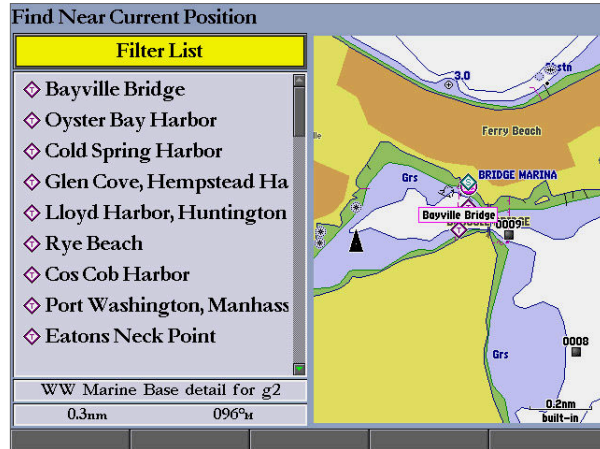 Find Near Current Position
Filter List
T Bayville Bridge
T Oyster Bay Harbor
T Cold Spring Harbor
T Glen Cove, Hempstead Ha
T Lloyd Harbor, Huntington
T Rye Beach
T Cos Cob Harbor
T Port Washington, Manhass
T Eatons Neck Point
WW Marine Base detail for g2
0.3nm
096°M
3.0
Ferry Beach
Grs
BRIDGE MARINA
Bayville Bridge
0009
0008
Grs
0.2nm
built-in